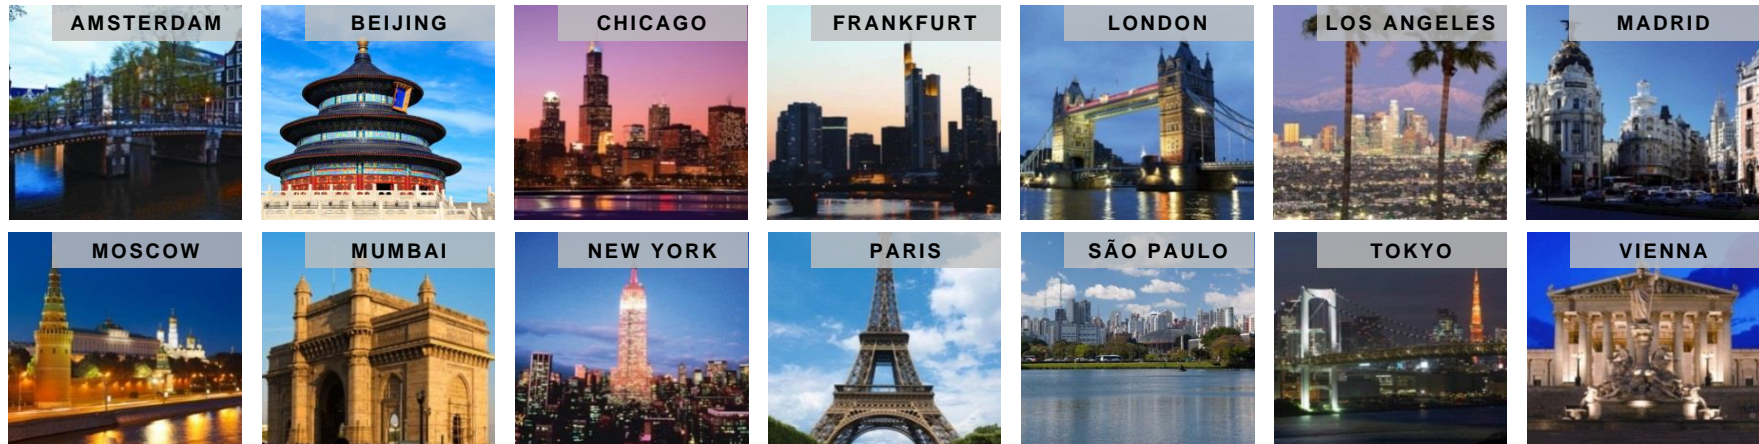 AMSTERDAM
BEIJING
CHICAGO
FRANKFURT
LONDON
LOS ANGELES
MADRID
MOSCOW
MUMBAI
NEW YORK
PARIS
SÃO PAULO
TOKYO
VIENNA